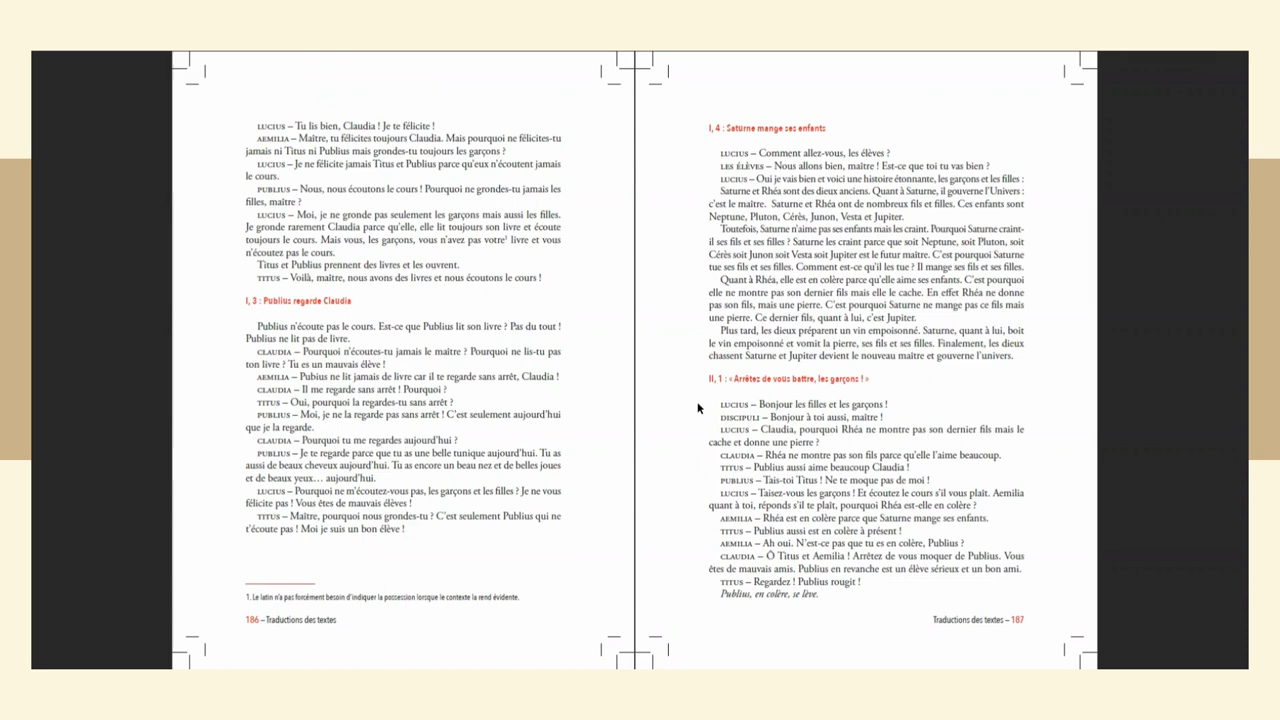 LUCIUS – Tu lis bien, Claudia ! Je te félicite !
AEMILIA – Maître, tu félicites toujours Claudia. Mais pourquoi ne félicites-tu
jamais ni Titus ni Publius mais grondes-tu toujours les garçons ?
LUCIUS – Je ne félicite jamais Titus et Publius parce qu'eux n'écoutent jamais
le cours.
PUBLIUS – Nous, nous écoutons le cours ! Pourquoi ne grondes-tu jamais les
filles, maître ?
LUCIUS – Moi, je ne gronde pas seulement les garçons mais aussi les filles.
Je gronde rarement Claudia parce qu'elle, elle lit toujours son livre et écoute
toujours le cours. Mais vous, les garçons, vous n'avez pas votre¹ livre et vous
n'écoutez pas le cours.
Titus et Publius prennent des livres et les ouvrent.
TITUS – Voilà, maître, nous avons des livres et nous écoutons le cours !
I, 3 : Publius regarde Claudia
Publius n'écoute pas le cours. Est-ce que Publius lit son livre ? Pas du tout !
Publius ne lit pas de livre.
CLAUDIA – Pourquoi n'écoutes-tu jamais le maître ? Pourquoi ne lis-tu pas
ton livre ? Tu es un mauvais élève !
AEMILIA – Pubius ne lit jamais de livre car il te regarde sans arrêt, Claudia !
CLAUDIA – Il me regarde sans arrêt ! Pourquoi ?
TITUS – Oui, pourquoi la regardes-tu sans arrêt ?
PUBLIUS – Moi, je ne la regarde pas sans arrêt ! C'est seulement aujourd'hui
que je la regarde.
CLAUDIA – Pourquoi tu me regardes aujourd'hui ?
PUBLIUS – Je te regarde parce que tu as une belle tunique aujourd'hui. Tu as
aussi de beaux cheveux aujourd'hui. Tu as encore un beau nez et de belles joues
et de beaux yeux… aujourd'hui.
LUCIUS – Pourquoi ne m'écoutez-vous pas, les garçons et les filles ? Je ne vous
félicite pas ! Vous êtes de mauvais élèves !
TITUS – Maître, pourquoi nous grondes-tu ? C'est seulement Publius qui ne
t'écoute pas ! Moi je suis un bon élève !
1. Le latin n'a pas forcément besoin d'indiquer la possession lorsque le contexte la rend évidente.
186 – Traductions des textes
I, 4 : Saturne mange ses enfants
LUCIUS – Comment allez-vous, les élèves ?
LES ÉLÈVES – Nous allons bien, maître ! Est-ce que toi tu vas bien ?
LUCIUS – Oui je vais bien et voici une histoire étonnante, les garçons et les filles :
Saturne et Rhéa sont des dieux anciens. Quant à Saturne, il gouverne l'Univers :
c'est le maître. Saturne et Rhéa ont de nombreux fils et filles. Ces enfants sont
Neptune, Pluton, Cérès, Junon, Vesta et Jupiter.
Toutefois, Saturne n'aime pas ses enfants mais les craint. Pourquoi Saturne craint-
il ses fils et ses filles ? Saturne les craint parce que soit Neptune, soit Pluton, soit
Cérès soit Junon soit Vesta soit Jupiter est le futur maître. C'est pourquoi Saturne
tue ses fils et ses filles. Comment est-ce qu'il les tue ? Il mange ses fils et ses filles.
Quant à Rhéa, elle est en colère parce qu'elle aime ses enfants. C'est pourquoi
elle ne montre pas son dernier fils mais elle le cache. En effet Rhéa ne donne
pas son fils, mais une pierre. C'est pourquoi Saturne ne mange pas ce fils mais
une pierre. Ce dernier fils, quant à lui, c'est Jupiter.
Plus tard, les dieux préparent un vin empoisonné. Saturne, quant à lui, boit
le vin empoisonné et vomit la pierre, ses fils et ses filles. Finalement, les dieux
chassent Saturne et Jupiter devient le nouveau maître et gouverne l'univers.
II, 1 : « Arrêtez de vous battre, les garçons ! »
LUCIUS – Bonjour les filles et les garçons !
DISCIPULI – Bonjour à toi aussi, maître !
LUCIUS – Claudia, pourquoi Rhéa ne montre pas son dernier fils mais le
cache et donne une pierre ?
CLAUDIA – Rhéa ne montre pas son fils parce qu'elle l'aime beaucoup.
TITUS – Publius aussi aime beaucoup Claudia !
PUBLIUS – Tais-toi Titus ! Ne te moque pas de moi !
LUCIUS – Taisez-vous les garçons ! Et écoutez le cours s'il vous plaît. Aemilia
quant à toi, réponds s'il te plaît, pourquoi Rhéa est-elle en colère ?
AEMILIA – Rhéa est en colère parce que Saturne mange ses enfants.
TITUS – Publius aussi est en colère à présent !
AEMILIA – Ah oui. N'est-ce pas que tu es en colère, Publius ?
CLAUDIA – Ô Titus et Aemilia ! Arrêtez de vous moquer de Publius. Vous
êtes de mauvais amis. Publius en revanche est un élève sérieux et un bon ami.
TITUS – Regardez ! Publius rougit !
Publius, en colère, se lève.
Traductions des textes – 187